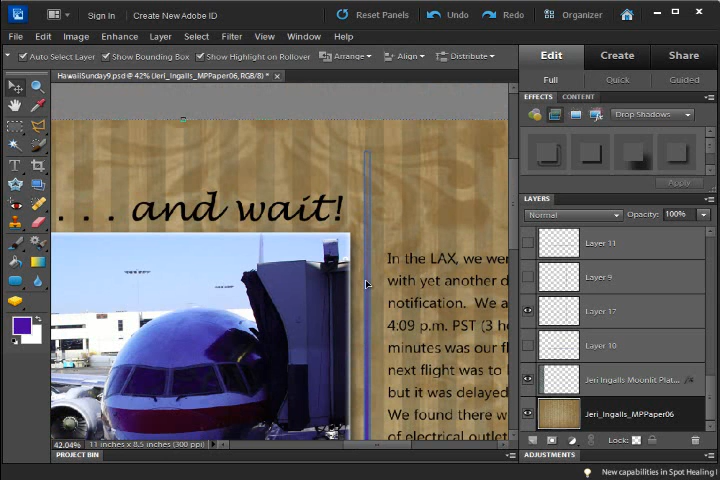 Sign In
Create New Adobe ID
Reset Panels
Undo
Redo
Organizer
File Edit Image Enhance Layer Select Filter View Window Help
Auto Select Layer Show Bounding Box Show Highlight on Rollover Arrange Align Distribute
Edit Create Share
Full Quick Guided
HawaiiSunday9.psd @ 42% (Jeri_Ingalls_MPPaper06, RGB/8) *
EFFECTS CONTENT
Drop Shadows
Apply
LAYERS
Normal Opacity: 100%
Layer 11
Layer 9
Layer 17
Layer 10
Jeri Ingalls Moonlit Plat... fx
Jeri_Ingalls_MPPaper06
Lock:
ADJUSTMENTS
. . . and wait!
In the LAX, we wer
with yet another d
notification. We a
4:09 p.m. PST (3 h
minutes was our fl
next flight was to
but it was delayed
We found there w
of electrical outlet
42.04% 11 inches x 8.5 inches (300 ppi)
PROJECT BIN
New capabilities in Spot Healing